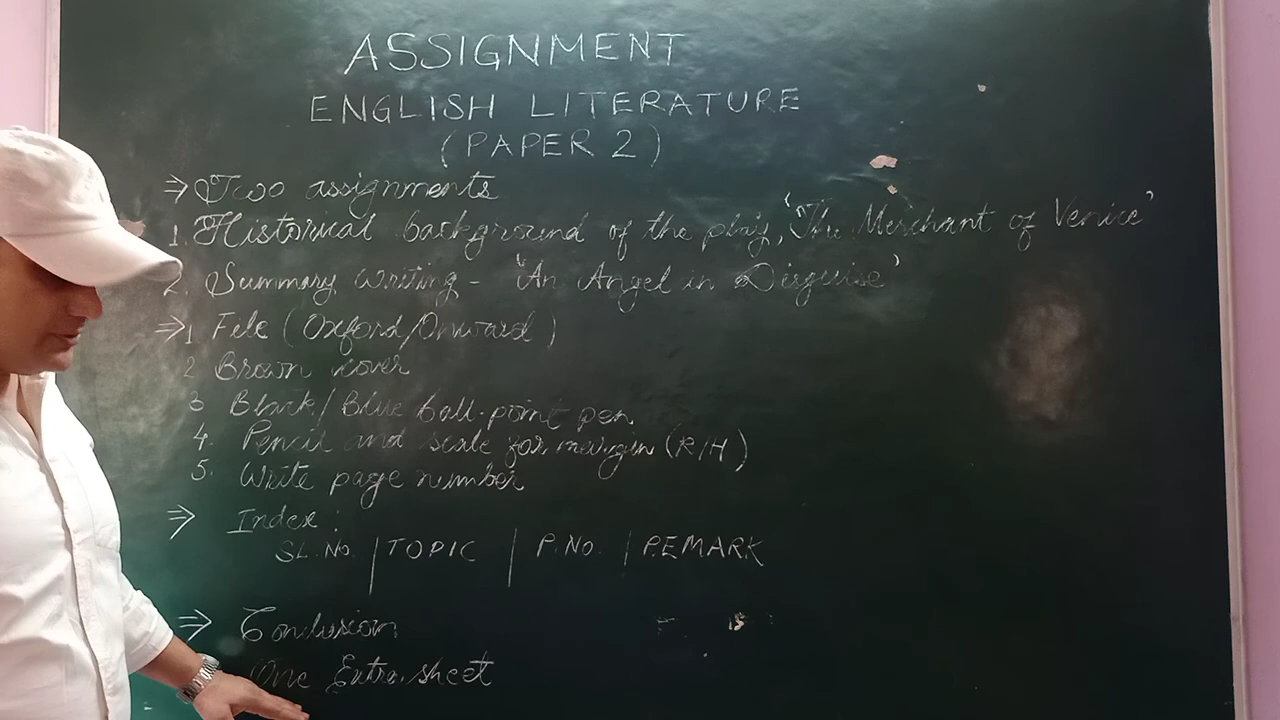 ASSIGNMENT
ENGLISH LITERATURE
(PAPER 2)
⇒ Two assignments
1. Historical background of the play, 'The Merchant of Venice'
2. Summary writing - 'An Angel in Disguise'
⇒ 1 File (Oxford/Onward)
2 Brown cover
3 Black/Blue ball-point pen
4. Pencil and scale for margin (R/H)
5. Write page number
⇒ Index:
SL.No. | TOPIC | P.No. | REMARK
⇒ Conclusion
One Extra sheet